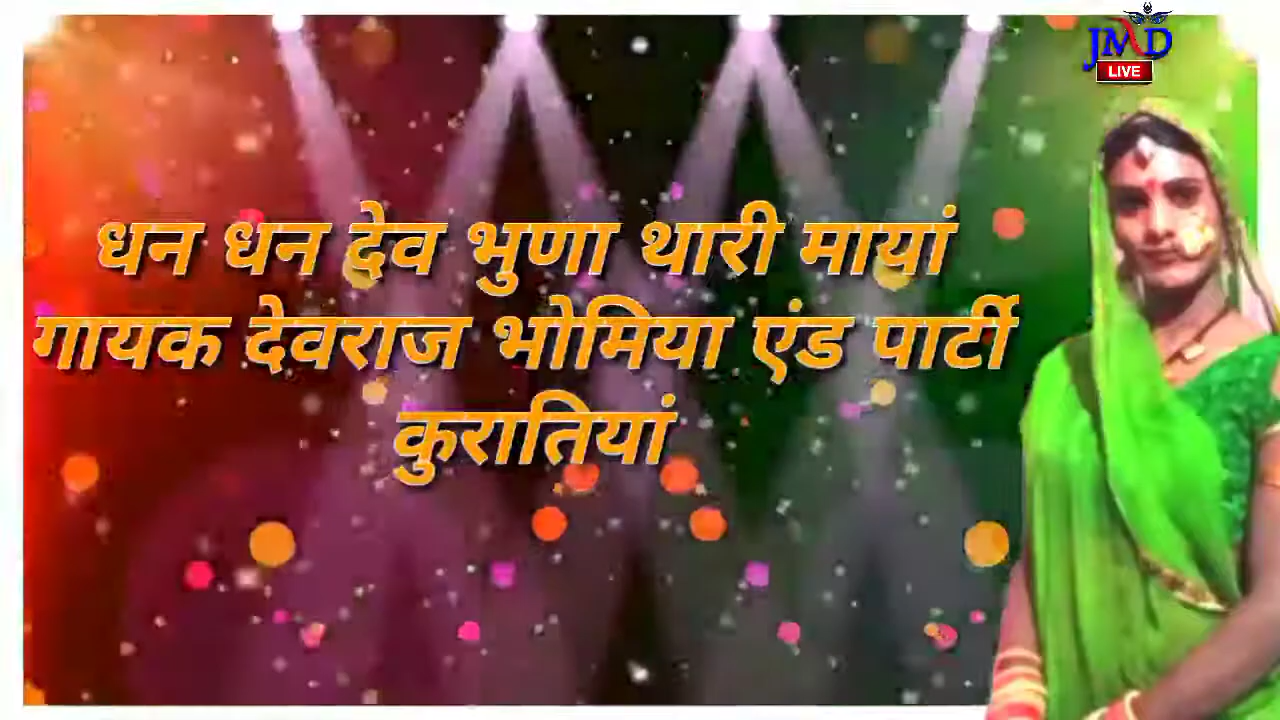 JMD
LIVE
धन धन देव भुणा थारी मायां
गायक देवराज भोमिया एंड पार्टी
कुरातियां